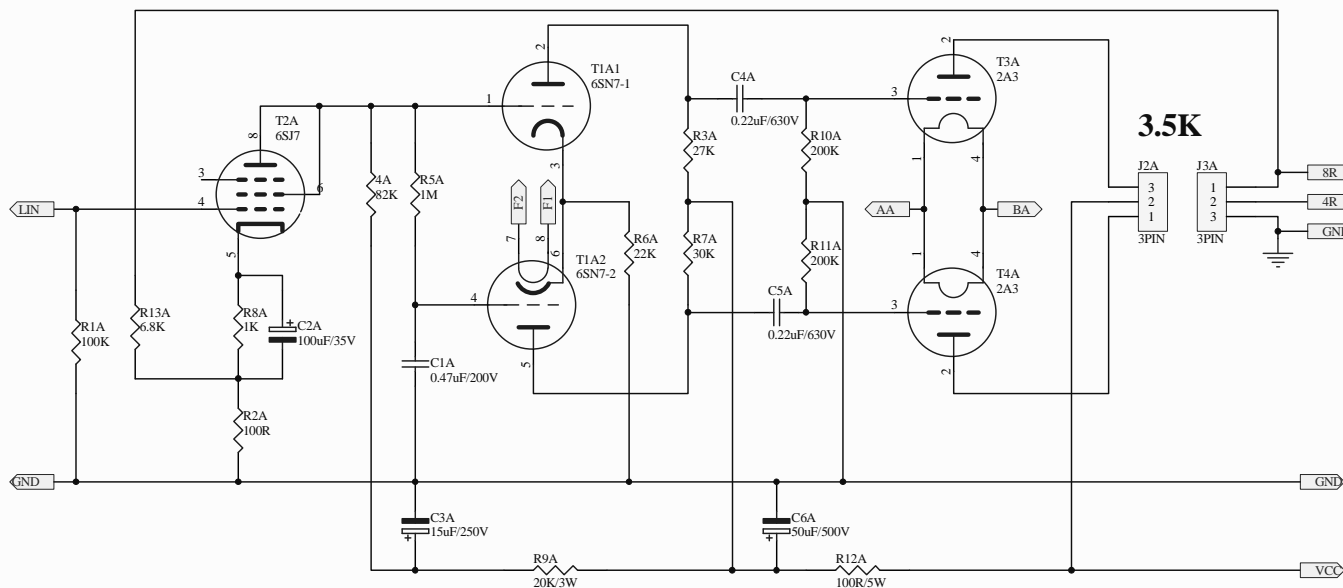 2
T1A1
6SN7-1
1
3
T2A
6SJ7
8
3
6
4
5
LIN
4A
82K
R5A
1M
F2
F1
7
8
6
T1A2
6SN7-2
4
5
R6A
22K
C4A
0.22uF/630V
R3A
27K
R7A
30K
R10A
200K
R11A
200K
C5A
0.22uF/630V
2
T3A
2A3
3
1
4
AA
BA
1
4
T4A
2A3
3
2
3.5K
J2A
3
2
1
3PIN
J3A
1
2
3
3PIN
8R
4R
GND
R1A
100K
R13A
6.8K
R8A
1K
+
C2A
100uF/35V
C1A
0.47uF/200V
R2A
100R
GND
GND
C3A
15uF/250V
+
C6A
50uF/500V
+
R9A
20K/3W
R12A
100R/5W
VCC